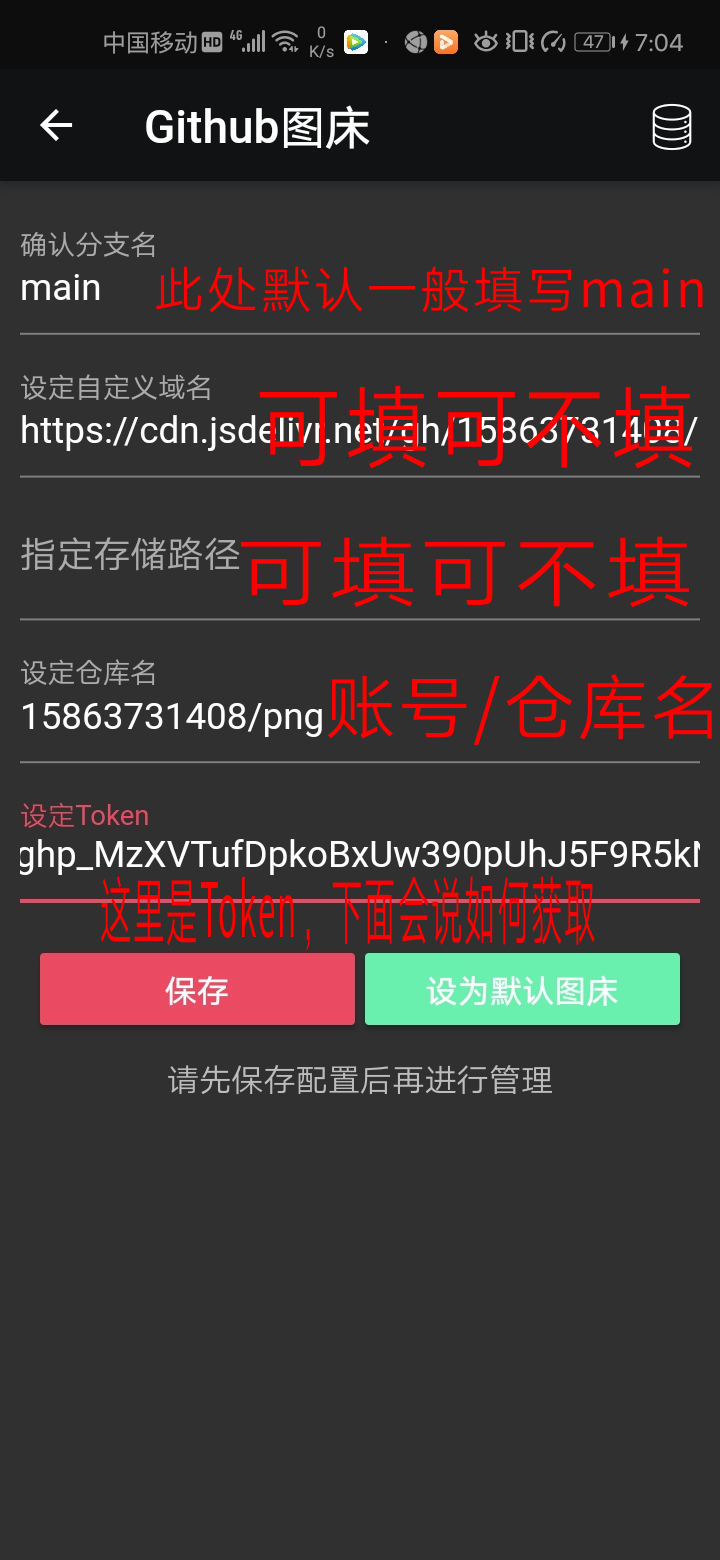 中国移动 HD 4G 0 K/s 47 7:04
Github图床
确认分支名
main 此处默认一般填写main
设定自定义域名
https://cdn.jsdelivr.net/gh/15863731408/
可填可不填
指定存储路径 可填可不填
设定仓库名
15863731408/png 账号/仓库名
设定Token
ghp_MzXVTufDpkoBxUw390pUhJ5F9R5k
这里是Token，下面会说如何获取
保存 设为默认图床
请先保存配置后再进行管理